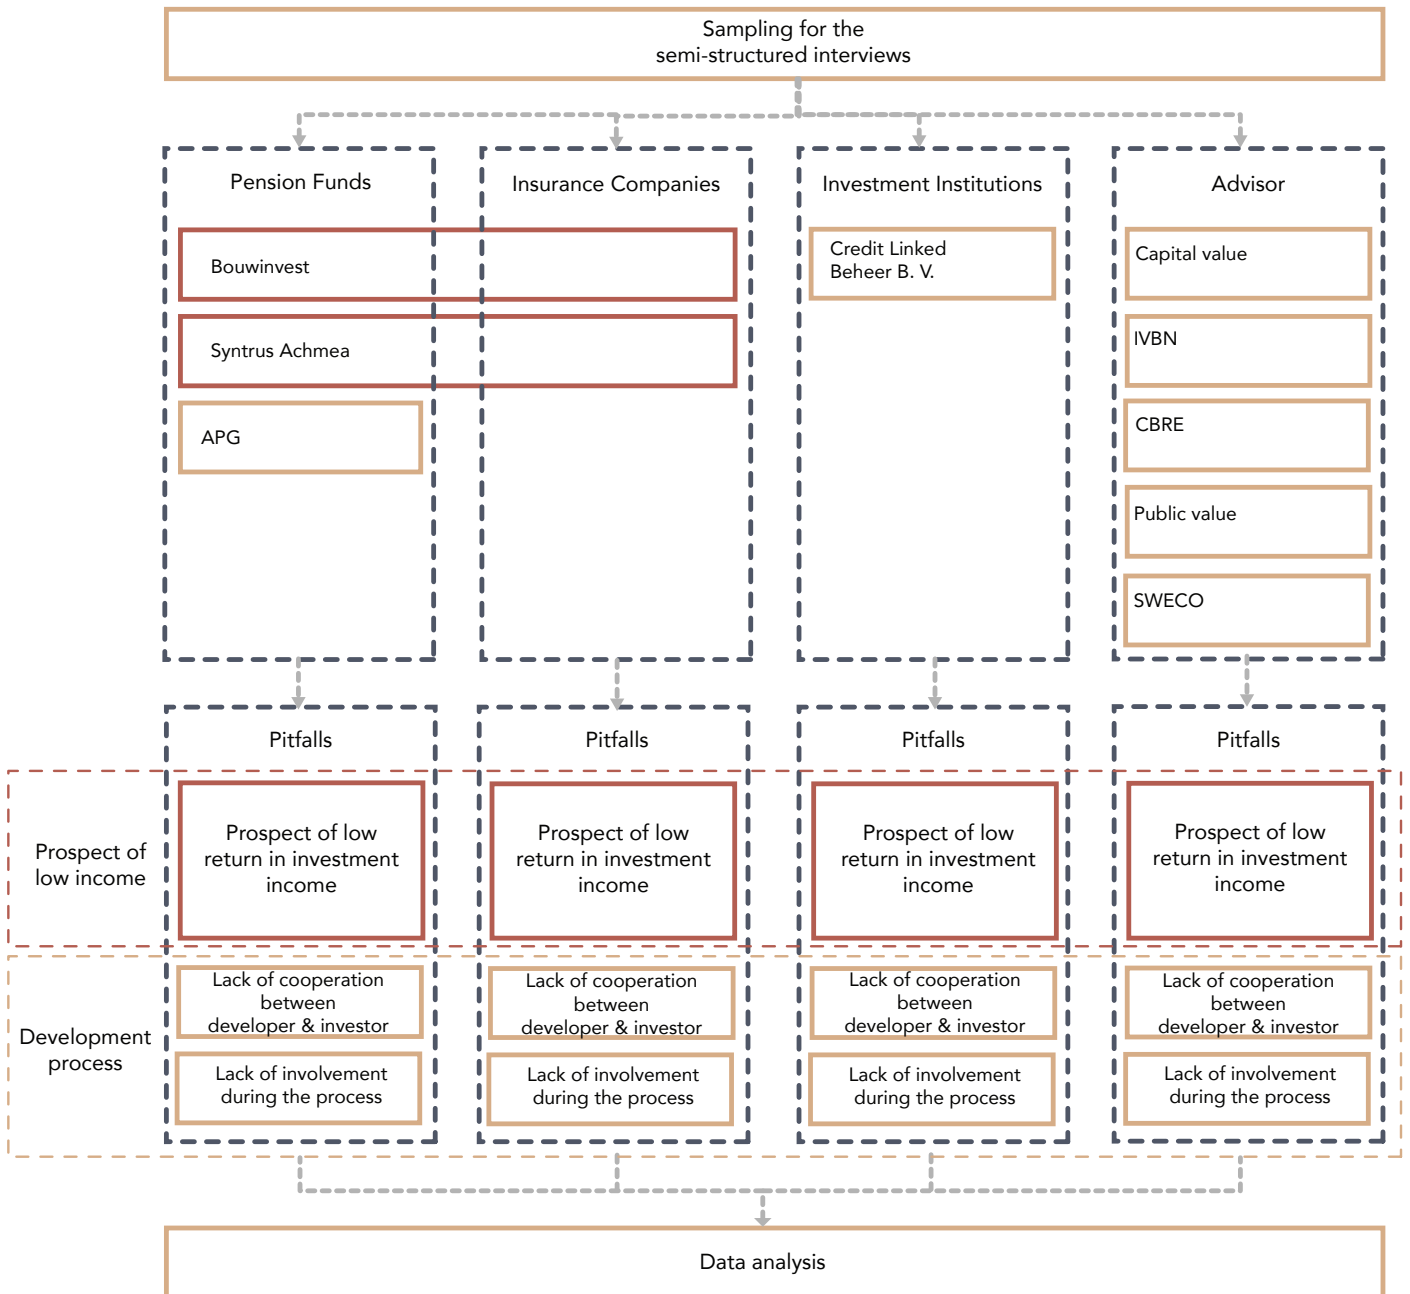 Sampling for the
semi-structured interviews
Pension Funds
Insurance Companies
Investment Institutions
Advisor
Bouwinvest
Syntrus Achmea
APG
Credit Linked
Beheer B. V.
Capital value
IVBN
CBRE
Public value
SWECO
Pitfalls
Pitfalls
Pitfalls
Pitfalls
Prospect of
low income
Prospect of low
return in investment
income
Prospect of low
return in investment
income
Prospect of low
return in investment
income
Prospect of low
return in investment
income
Development
process
Lack of cooperation
between
developer & investor
Lack of cooperation
between
developer & investor
Lack of cooperation
between
developer & investor
Lack of cooperation
between
developer & investor
Lack of involvement
during the process
Lack of involvement
during the process
Lack of involvement
during the process
Lack of involvement
during the process
Data analysis